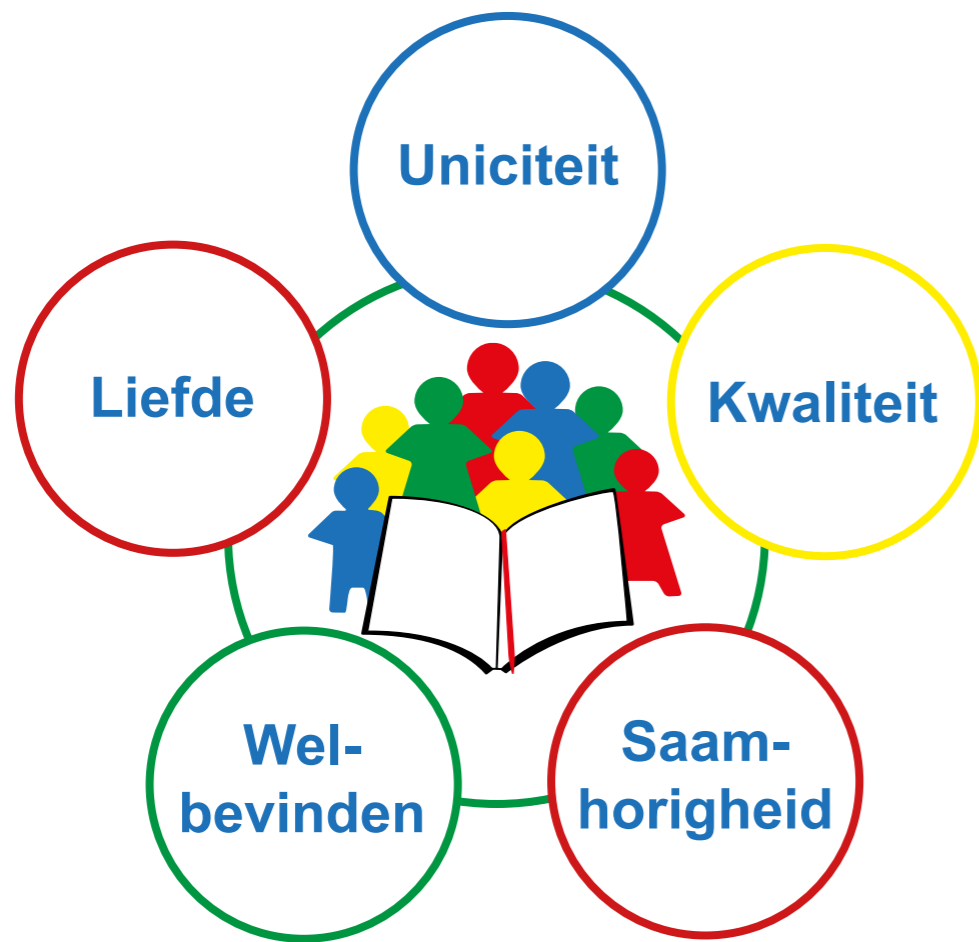 Uniciteit
Liefde
Kwaliteit
Wel-
bevinden
Saam-
horigheid